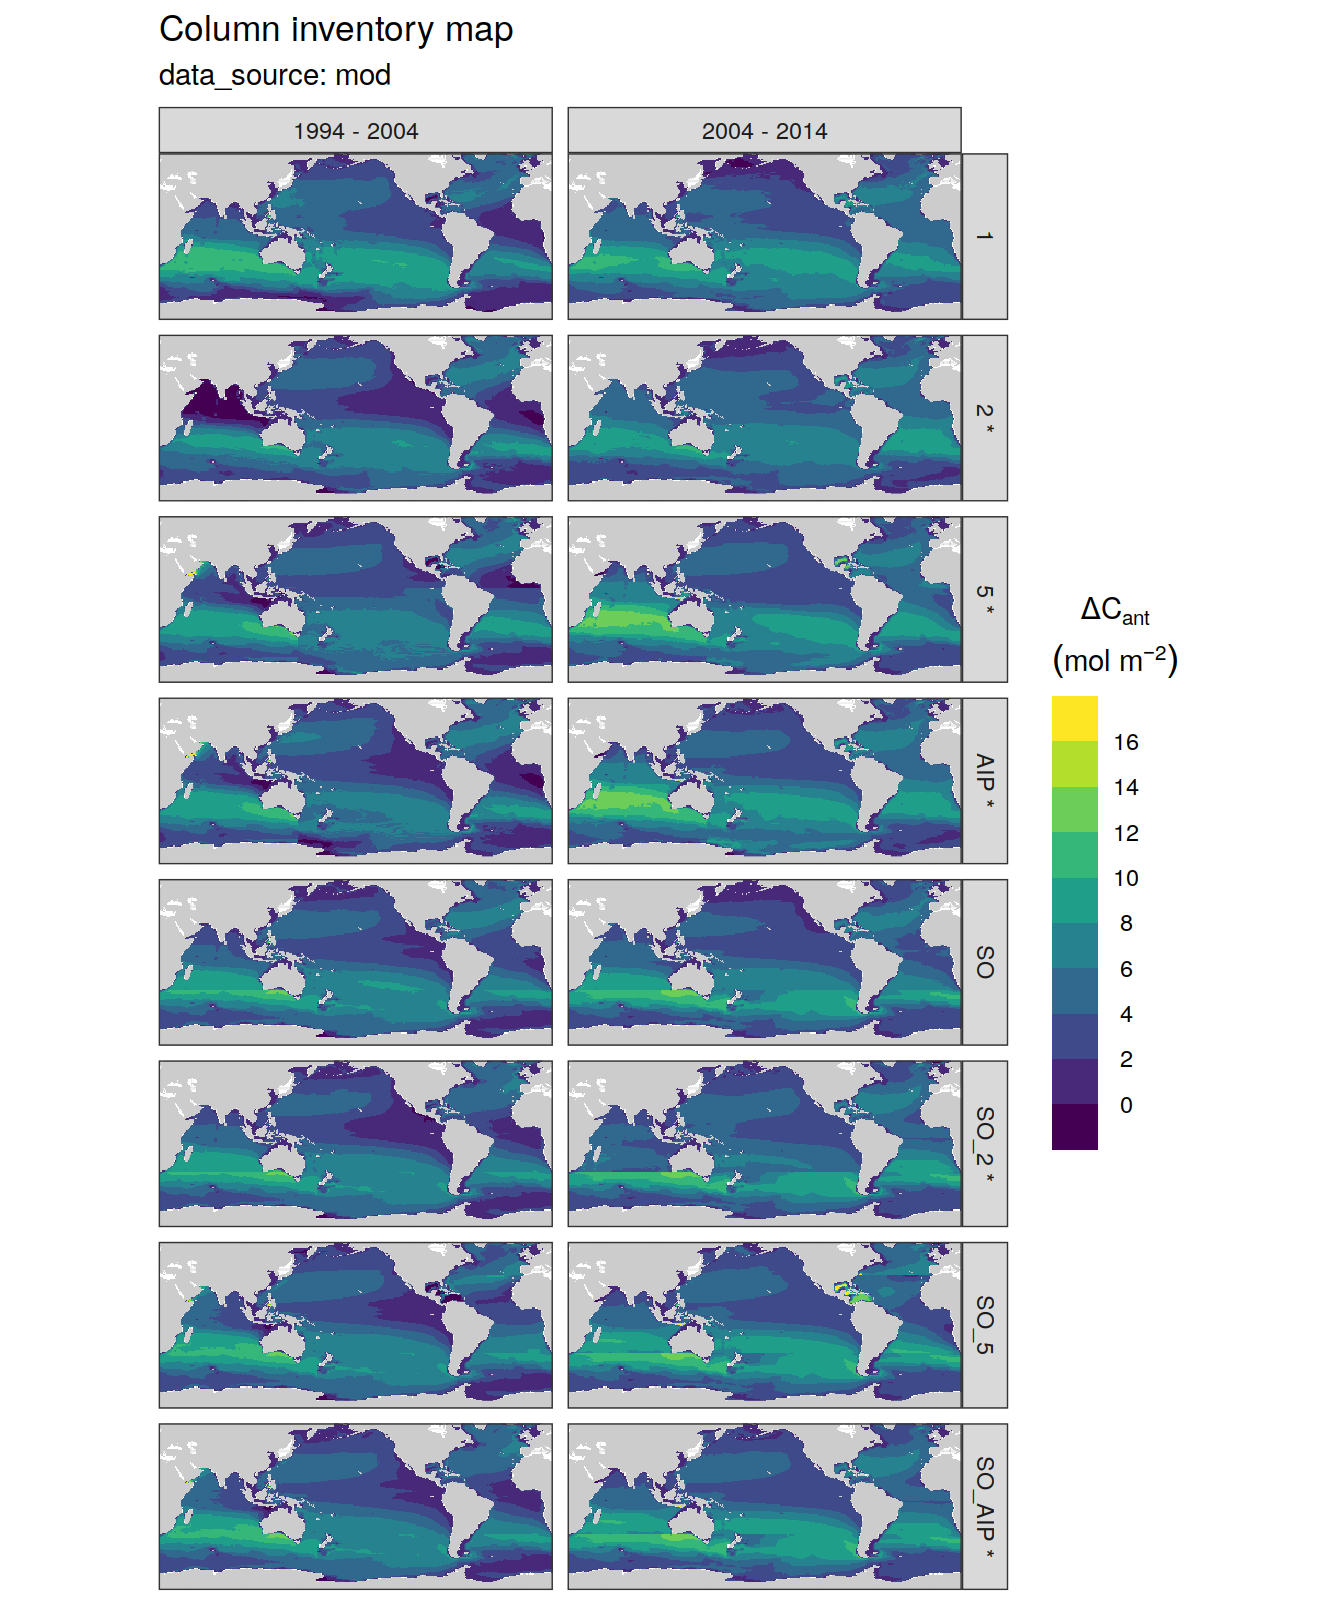 Column inventory map
data_source: mod
1994 - 2004
2004 - 2014
1
2 *
5 *
AIP *
SO
SO_2 *
SO_5
SO_AIP *
ΔCant
(mol m⁻²)
16
14
12
10
8
6
4
2
0